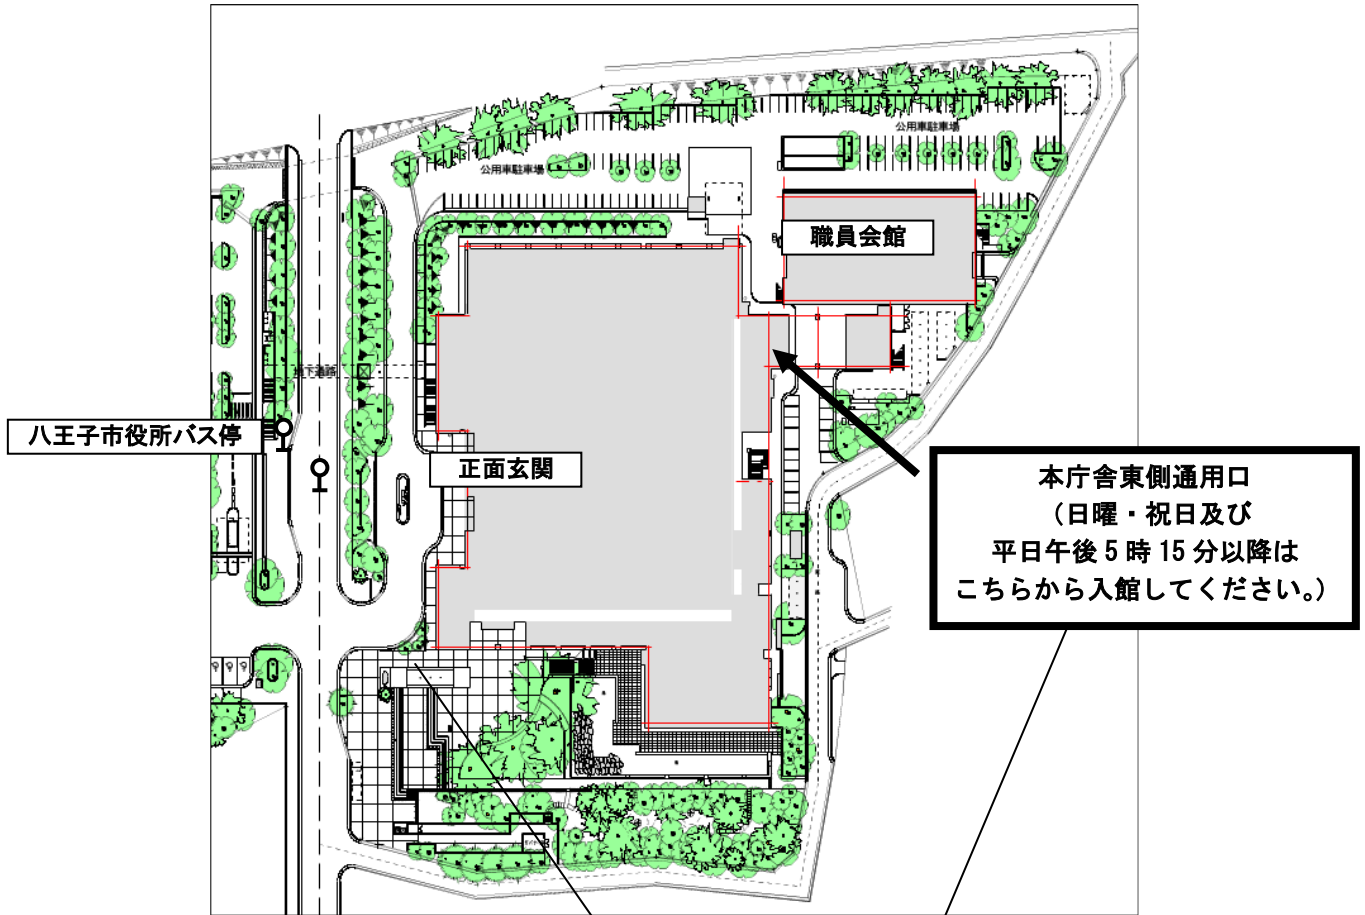 公用車駐車場
公用車駐車場
職員会館
地下通路
八王子市役所バス停
正面玄関
本庁舎東側通用口
（日曜・祝日及び
平日午後5時15分以降は
こちらから入館してください。）